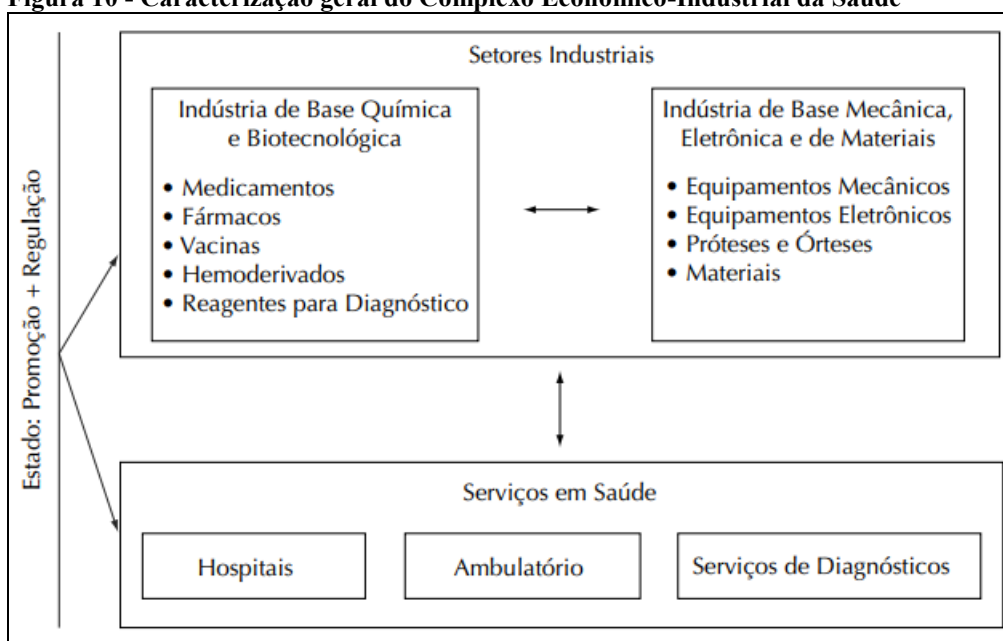 Figura 10 - Caracterização geral do Complexo Econômico-Industrial da Saúde
Estado: Promoção + Regulação
Setores Industriais
Indústria de Base Química
e Biotecnológica
• Medicamentos
• Fármacos
• Vacinas
• Hemoderivados
• Reagentes para Diagnóstico
Indústria de Base Mecânica,
Eletrônica e de Materiais
• Equipamentos Mecânicos
• Equipamentos Eletrônicos
• Próteses e Órteses
• Materiais
Serviços em Saúde
Hospitais
Ambulatório
Serviços de Diagnósticos